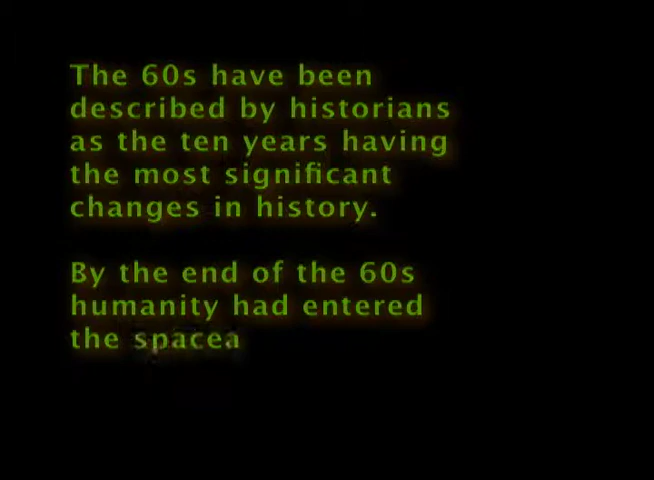 The 60s have been
described by historians
as the ten years having
the most significant
changes in history.
By the end of the 60s
humanity had entered
the spacea